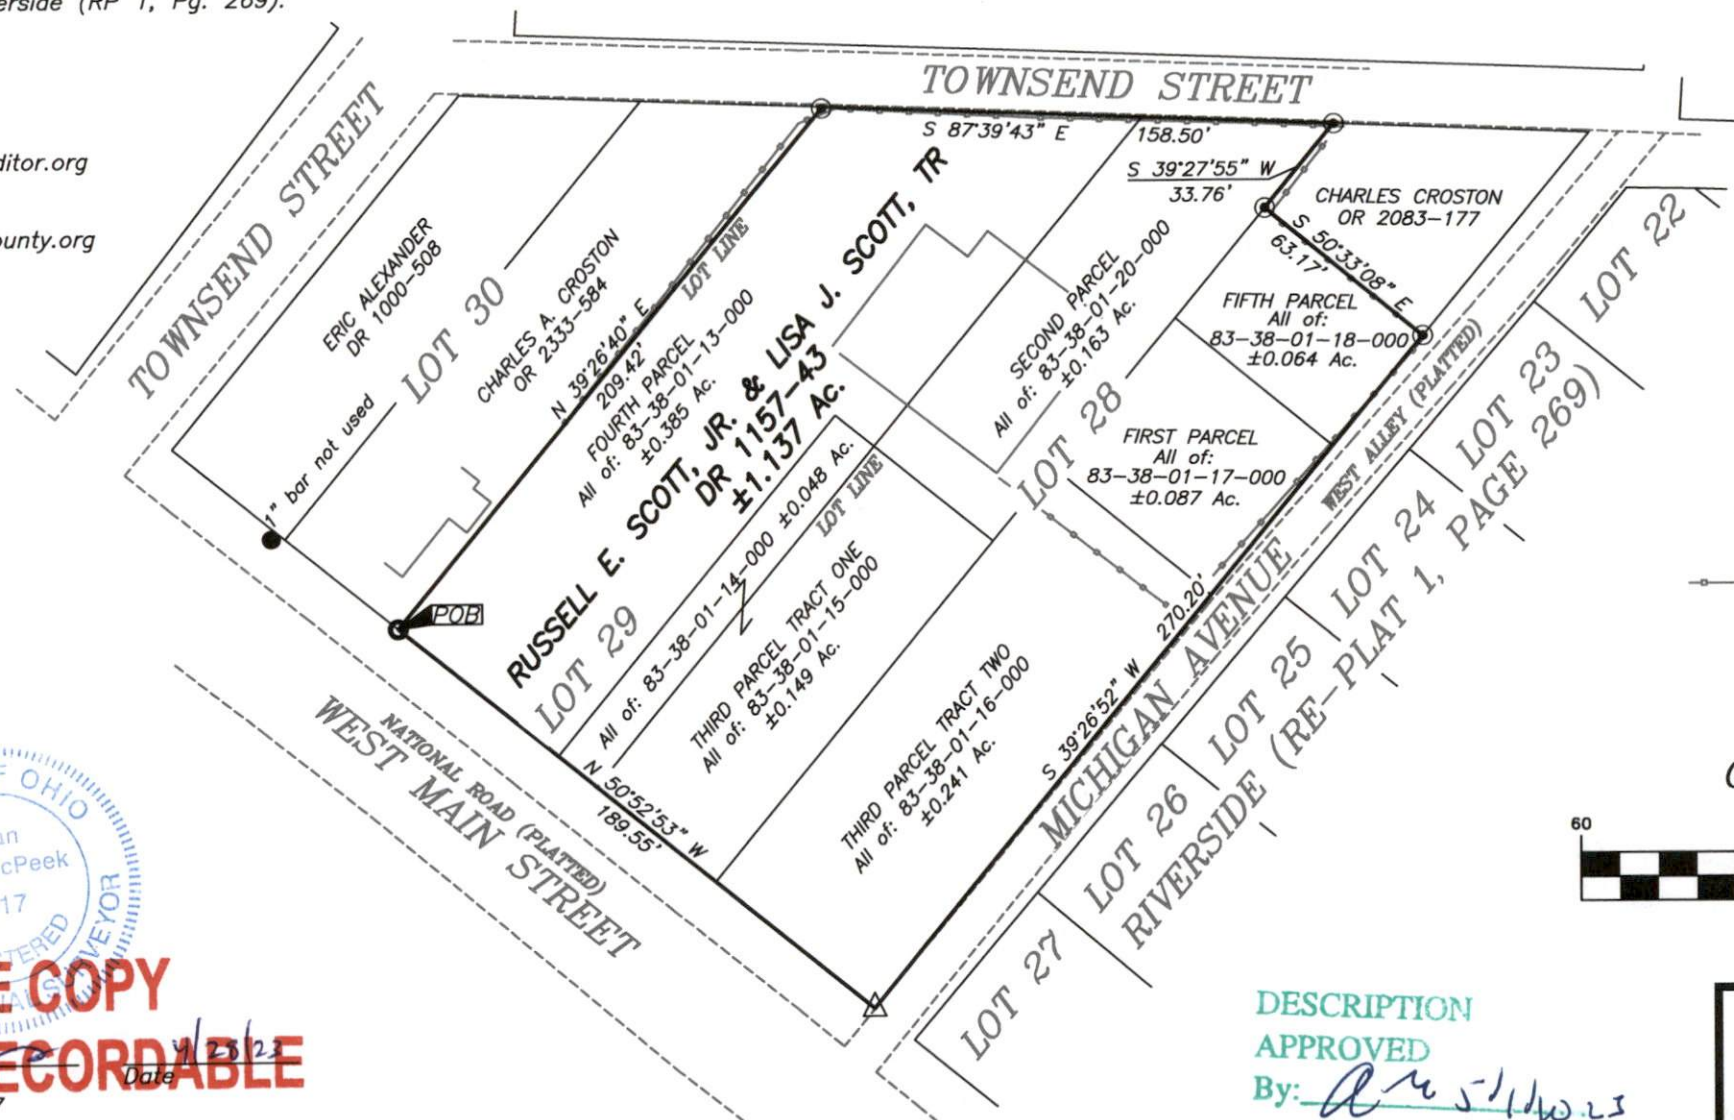 erside (RP 1, Pg. 269).
ditor.org
ounty.org
TOWNSEND STREET
TOWNSEND STREET
S 87°39'43" E 158.50'
S 39°27'55" W
33.76'
CHARLES CROSTON
OR 2083-177
S 50°33'08" E
63.17'
LOT 22
ERIC ALEXANDER
DR 1000-508
LOT 30
CHARLES A. CROSTON
OR 2333-584
1" bar not used
N 39°26'40" E
209.42'
LOT LINE
FOURTH PARCEL
All of: 83-38-01-13-000
±0.385 Ac.
RUSSELL E. SCOTT, JR. & LISA J. SCOTT, TR
DR 1157-43
±1.137 Ac.
SECOND PARCEL
All of: 83-38-01-20-000
±0.163 Ac.
FIFTH PARCEL
All of:
83-38-01-18-000
±0.064 Ac.
LOT 28
FIRST PARCEL
All of:
83-38-01-17-000
±0.087 Ac.
WEST ALLEY (PLATTED)
LOT 23
LOT 24
LOT 25
LOT 26
LOT 27
RIVERSIDE (RE-PLAT 1, PAGE 269)
POB
LOT 29
All of: 83-38-01-14-000 ±0.048 Ac.
LOT LINE
THIRD PARCEL TRACT ONE
All of: 83-38-01-15-000
±0.149 Ac.
THIRD PARCEL TRACT TWO
All of: 83-38-01-16-000
±0.241 Ac.
S 39°26'52" W 270.20'
MICHIGAN AVENUE
N 50°52'53" W
189.55'
NATIONAL ROAD (PLATTED)
WEST MAIN STREET
60
F OHIO
an
cPeek
17
TERED
AL SURVEYOR
E COPY
ECORDABLE
4/28/23
Date
DESCRIPTION
APPROVED
By: